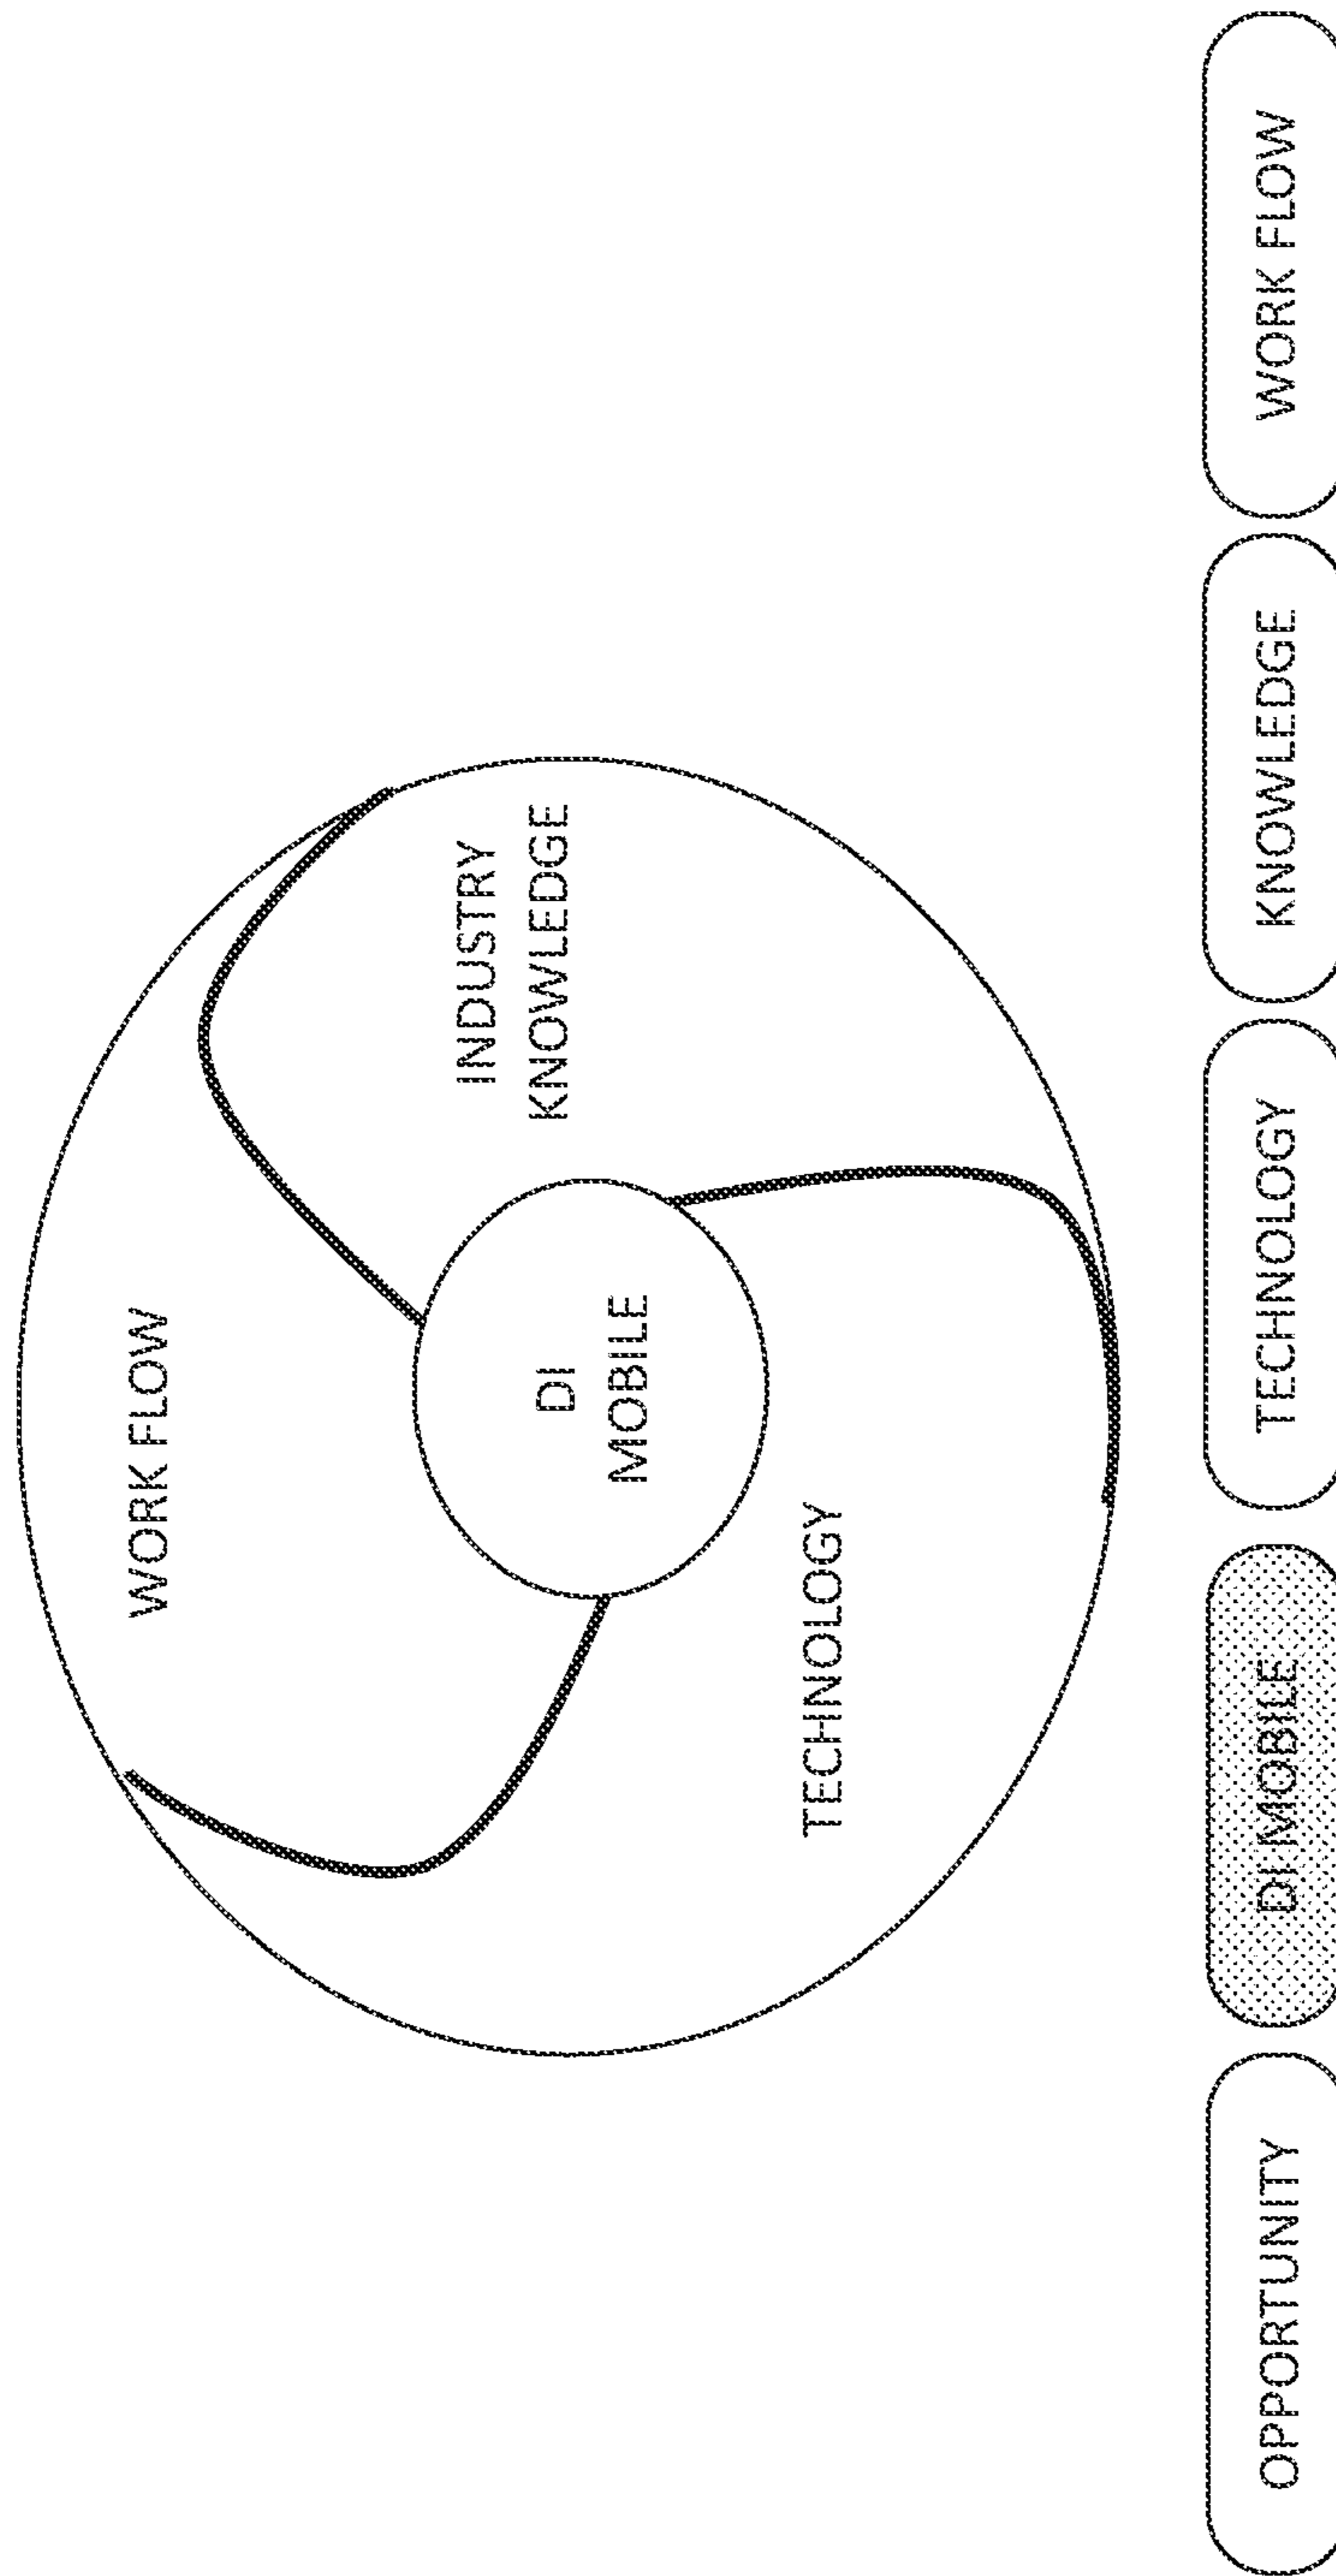 WORK FLOW
INDUSTRY
KNOWLEDGE
DI
MOBILE
TECHNOLOGY
OPPORTUNITY
DI MOBILE
TECHNOLOGY
KNOWLEDGE
WORK FLOW